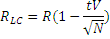 R_{LC} = R(1 - \frac{tV}{\sqrt{N}})